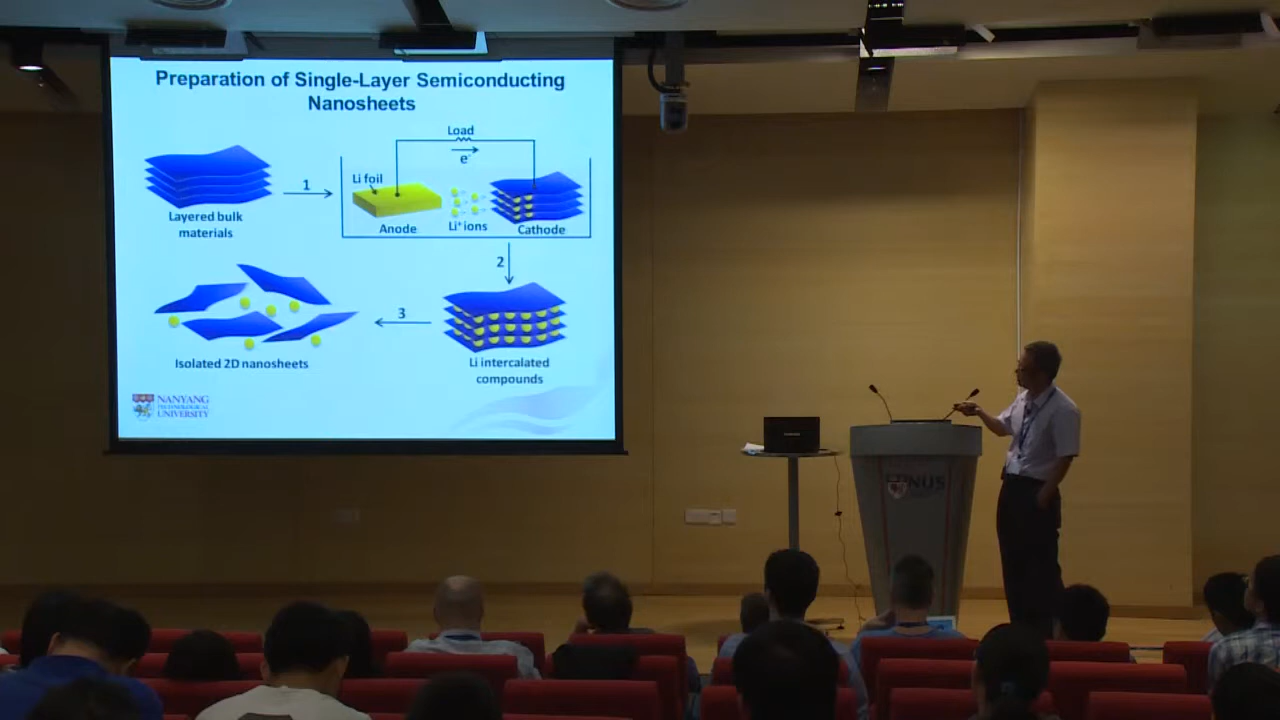 Preparation of Single-Layer Semiconducting
Nanosheets
Load
e⁻
Li foil
1
Layered bulk
materials
Anode
Li⁺ ions
Cathode
2
3
Isolated 2D nanosheets
Li intercalated
compounds
NANYANG
TECHNOLOGICAL
UNIVERSITY
NUS